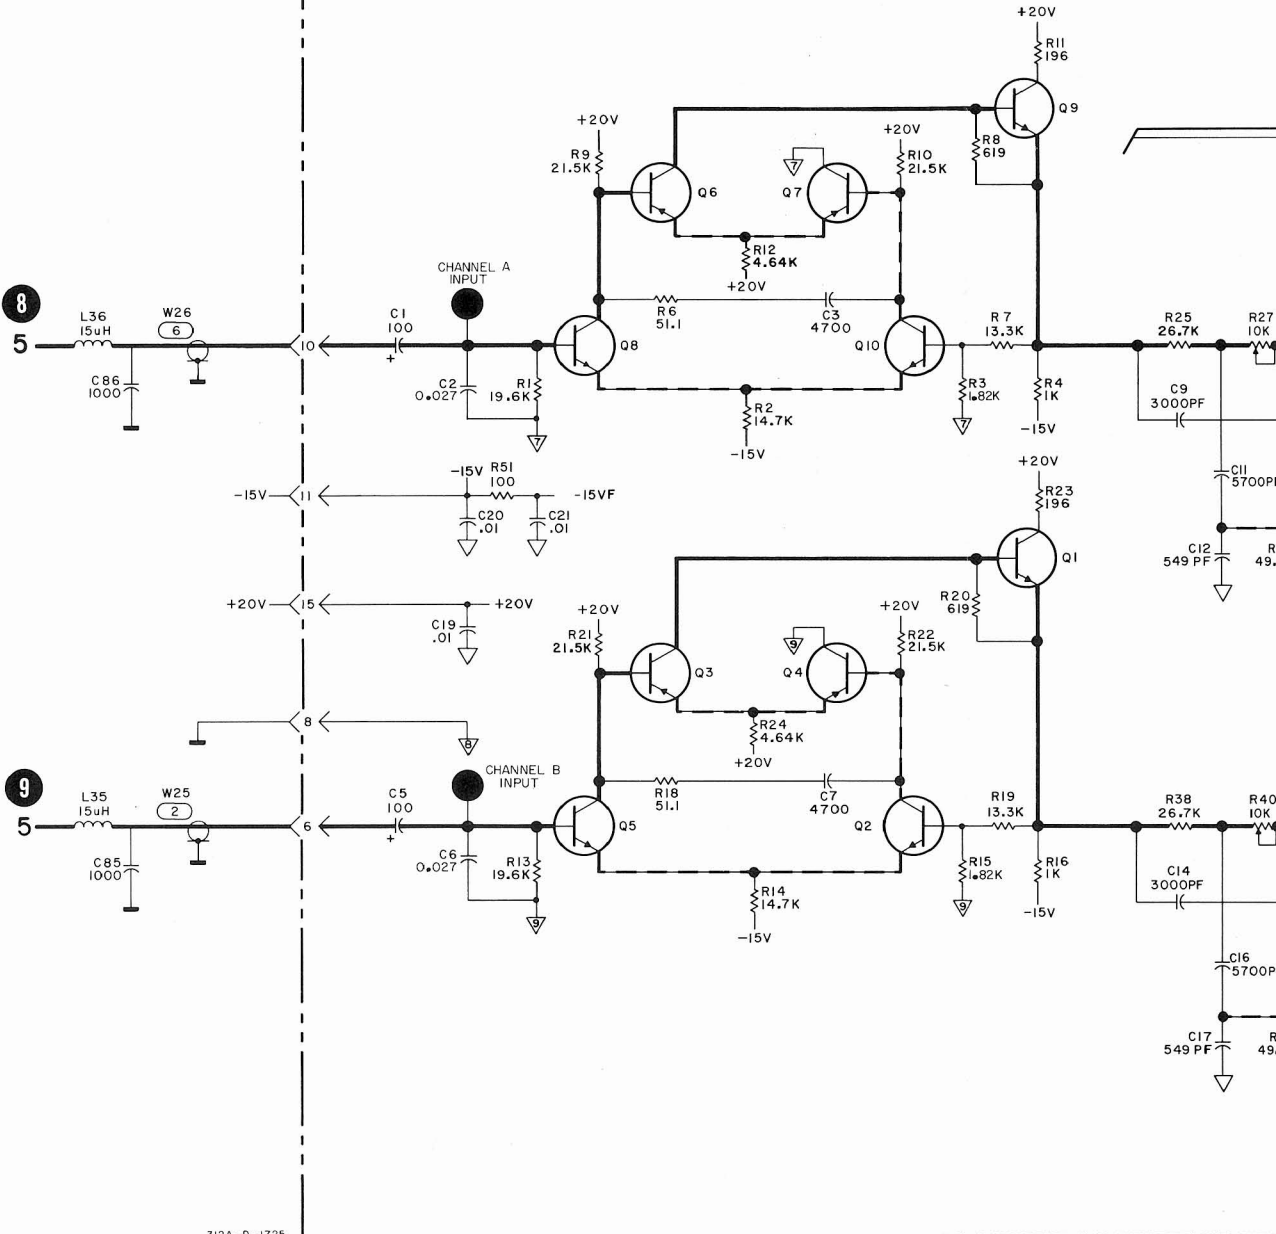 +20V
R11
196
Q9
+20V
R9
21.5K
Q6
7
Q7
+20V
R10
21.5K
R8
619
R12
4.64K
+20V
CHANNEL A
INPUT
8
5
L36
15uH
C86
1000
W26
6
10
C1
100
+
C2
0.027
R1
19.6K
7
Q8
R6
51.1
C3
4700
Q10
R2
14.7K
-15V
R7
13.3K
R3
1.82K
7
R4
1K
-15V
R25
26.7K
R27
10K
C9
3000PF
C11
5700P
C12
549 PF
R
49.
-15V
11
-15V
R51
100
-15VF
C20
.01
C21
.01
+20V
15
+20V
C19
.01
8
8
+20V
R23
196
Q1
R20
619
+20V
R21
21.5K
Q3
9
Q4
+20V
R22
21.5K
R24
4.64K
+20V
CHANNEL B
INPUT
9
5
L35
15uH
C85
1000
W25
2
6
C5
100
+
C6
0.027
R13
19.6K
9
Q5
R18
51.1
C7
4700
Q2
R14
14.7K
-15V
R19
13.3K
R15
1.82K
9
R16
1K
-15V
R38
26.7K
R40
10K
C14
3000PF
C16
5700P
C17
549 PF
R
49.